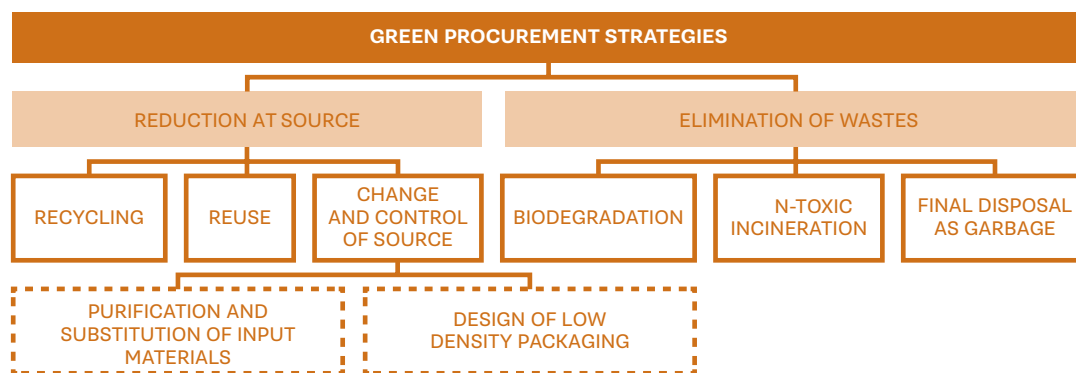 GREEN PROCUREMENT STRATEGIES
REDUCTION AT SOURCE
ELIMINATION OF WASTES
RECYCLING
REUSE
CHANGE
AND CONTROL
OF SOURCE
BIODEGRADATION
N-TOXIC
INCINERATION
FINAL DISPOSAL
AS GARBAGE
PURIFICATION AND
SUBSTITUTION OF INPUT
MATERIALS
DESIGN OF LOW
DENSITY PACKAGING